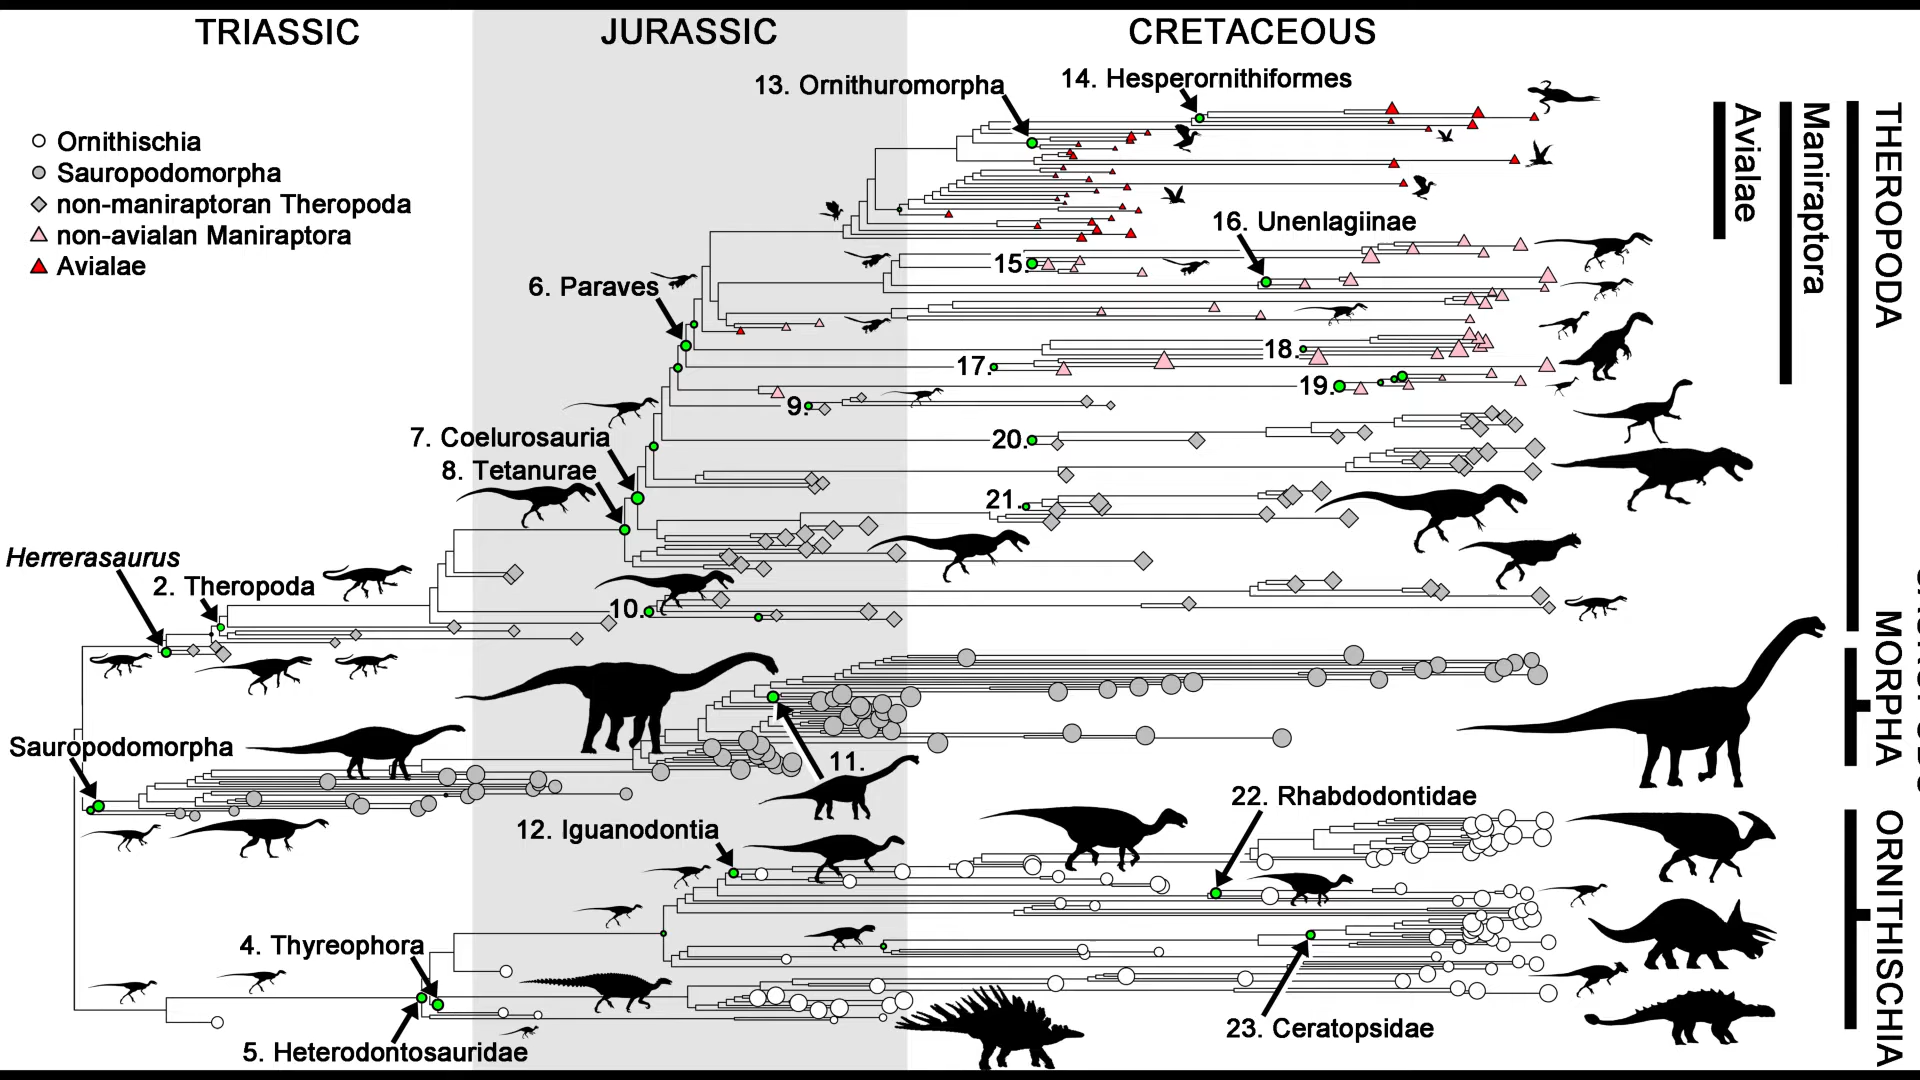 TRIASSIC
JURASSIC
CRETACEOUS
13. Ornithuromorpha
14. Hesperornithiformes
Ornithischia
Sauropodomorpha
non-maniraptoran Theropoda
non-avialan Maniraptora
Avialae
Avialae
Maniraptora
THEROPODA
16. Unenlagiinae
15.
6. Paraves
18.
17.
19.
9.
7. Coelurosauria
20.
8. Tetanurae
21.
Herrerasaurus
2. Theropoda
10.
MORPHA
Sauropodomorpha
11.
22. Rhabdodontidae
12. Iguanodontia
ORNITHISCHIA
4. Thyreophora
23. Ceratopsidae
5. Heterodontosauridae